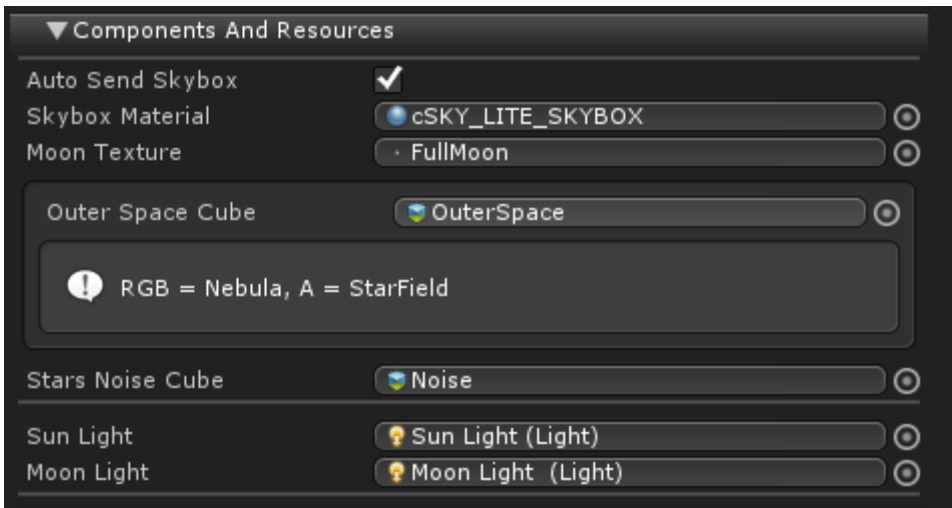 Components And Resources
Auto Send Skybox
Skybox Material cSKY_LITE_SKYBOX
Moon Texture FullMoon
Outer Space Cube OuterSpace
RGB = Nebula, A = StarField
Stars Noise Cube Noise
Sun Light Sun Light (Light)
Moon Light Moon Light  (Light)